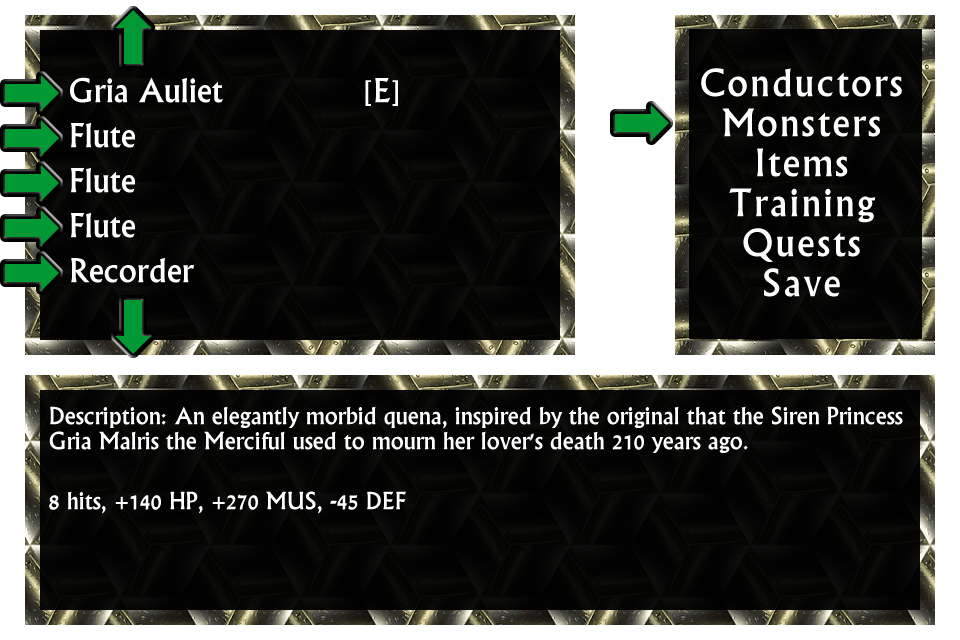 Gria Auliet [E]
Flute
Flute
Flute
Recorder
Conductors
Monsters
Items
Training
Quests
Save
Description: An elegantly morbid quena, inspired by the original that the Siren Princess
Gria Malris the Merciful used to mourn her lover's death 210 years ago.
8 hits, +140 HP, +270 MUS, -45 DEF